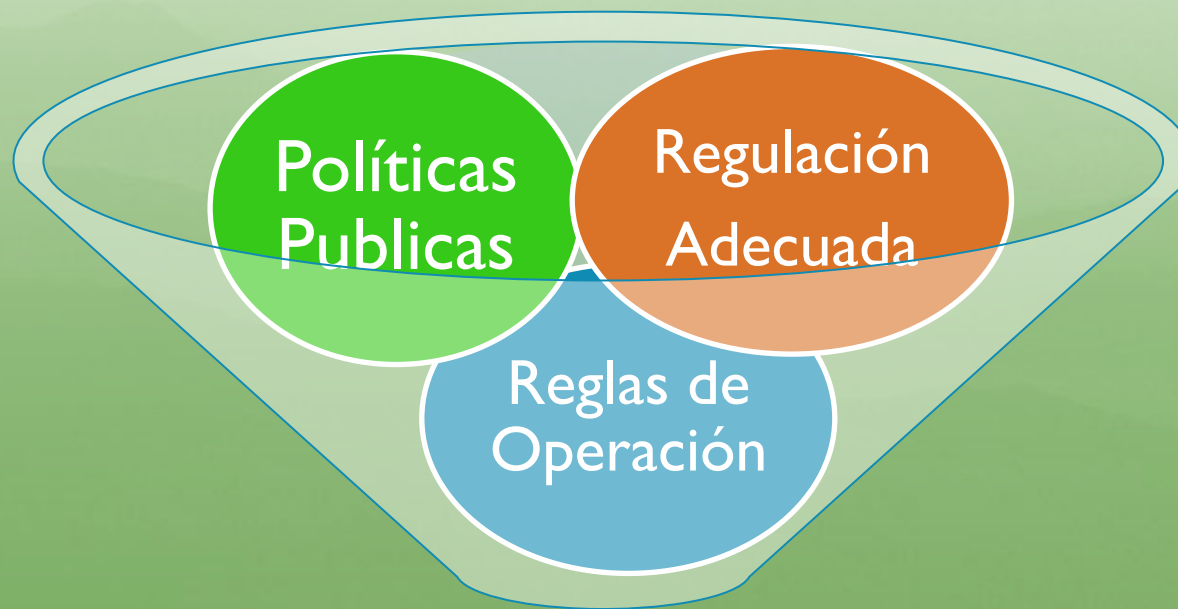 Políticas
Publicas
Regulación
Adecuada
Reglas de
Operación